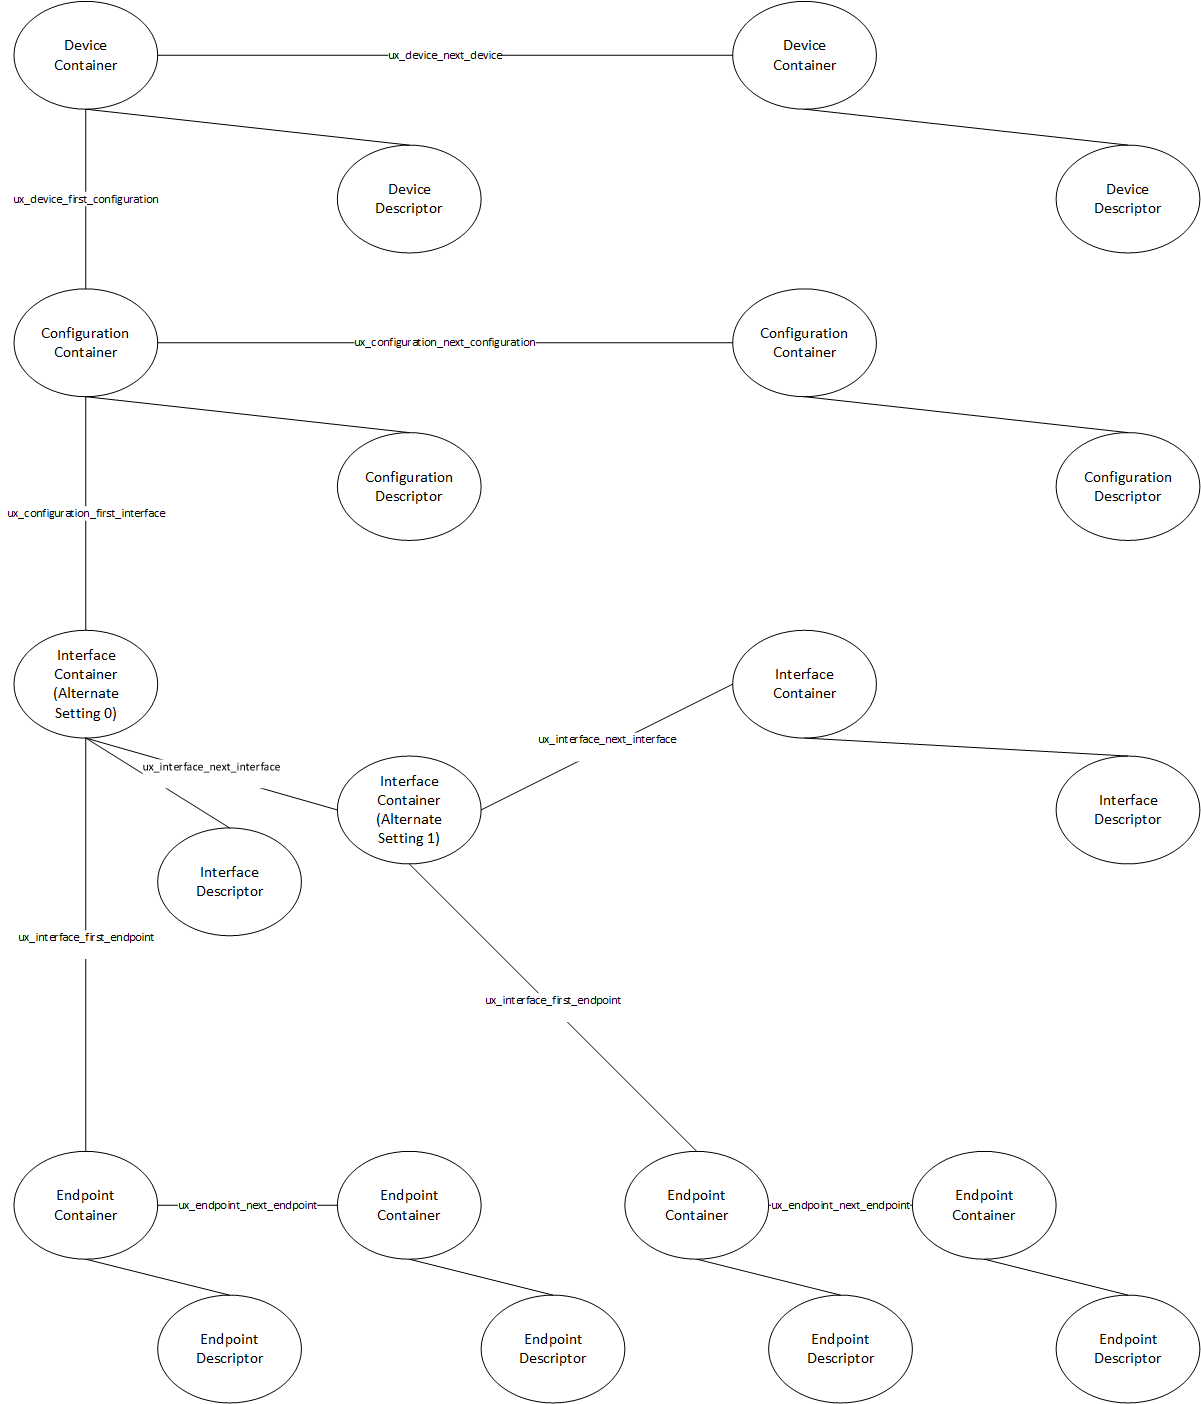 Device
Container
ux_device_next_device
Device
Container
Device
Descriptor
Device
Descriptor
ux_device_first_configuration
Configuration
Container
ux_configuration_next_configuration
Configuration
Container
Configuration
Descriptor
Configuration
Descriptor
ux_configuration_first_interface
Interface
Container
(Alternate
Setting 0)
Interface
Container
ux_interface_next_interface
ux_interface_next_interface
Interface
Container
(Alternate
Setting 1)
Interface
Descriptor
Interface
Descriptor
ux_interface_first_endpoint
ux_interface_first_endpoint
Endpoint
Container
ux_endpoint_next_endpoint
Endpoint
Container
Endpoint
Container
ux_endpoint_next_endpoint
Endpoint
Container
Endpoint
Descriptor
Endpoint
Descriptor
Endpoint
Descriptor
Endpoint
Descriptor